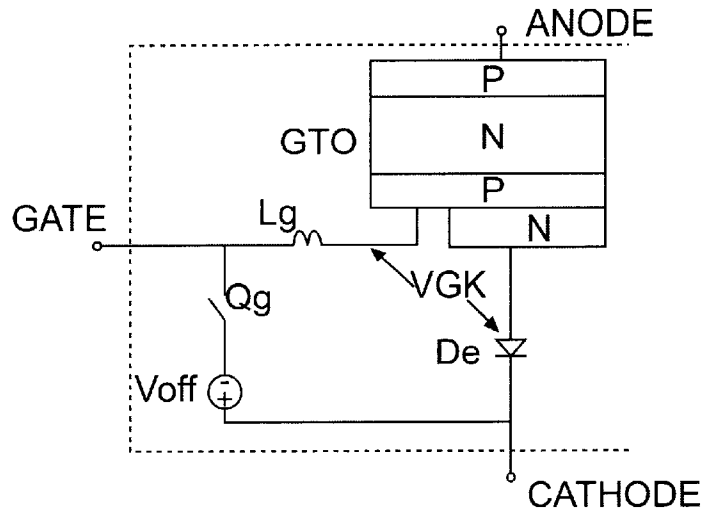 ANODE
P
GTO
N
P
GATE
Lg
N
VGK
Qg
De
Voff
-
+
CATHODE